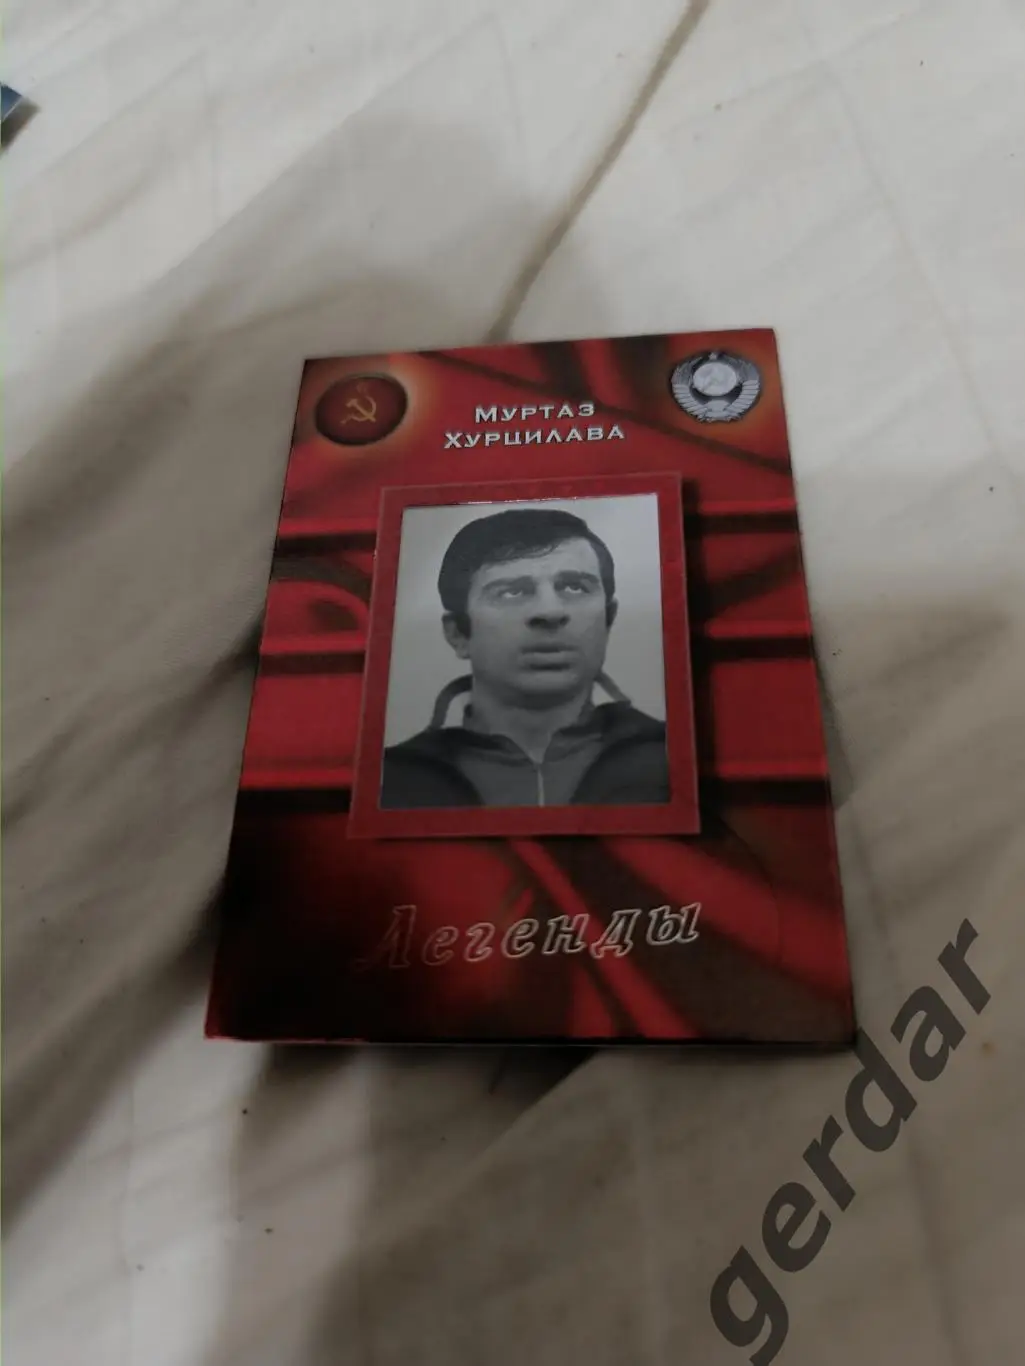 Муртаз
Хурцилава
Легенды
gerdar